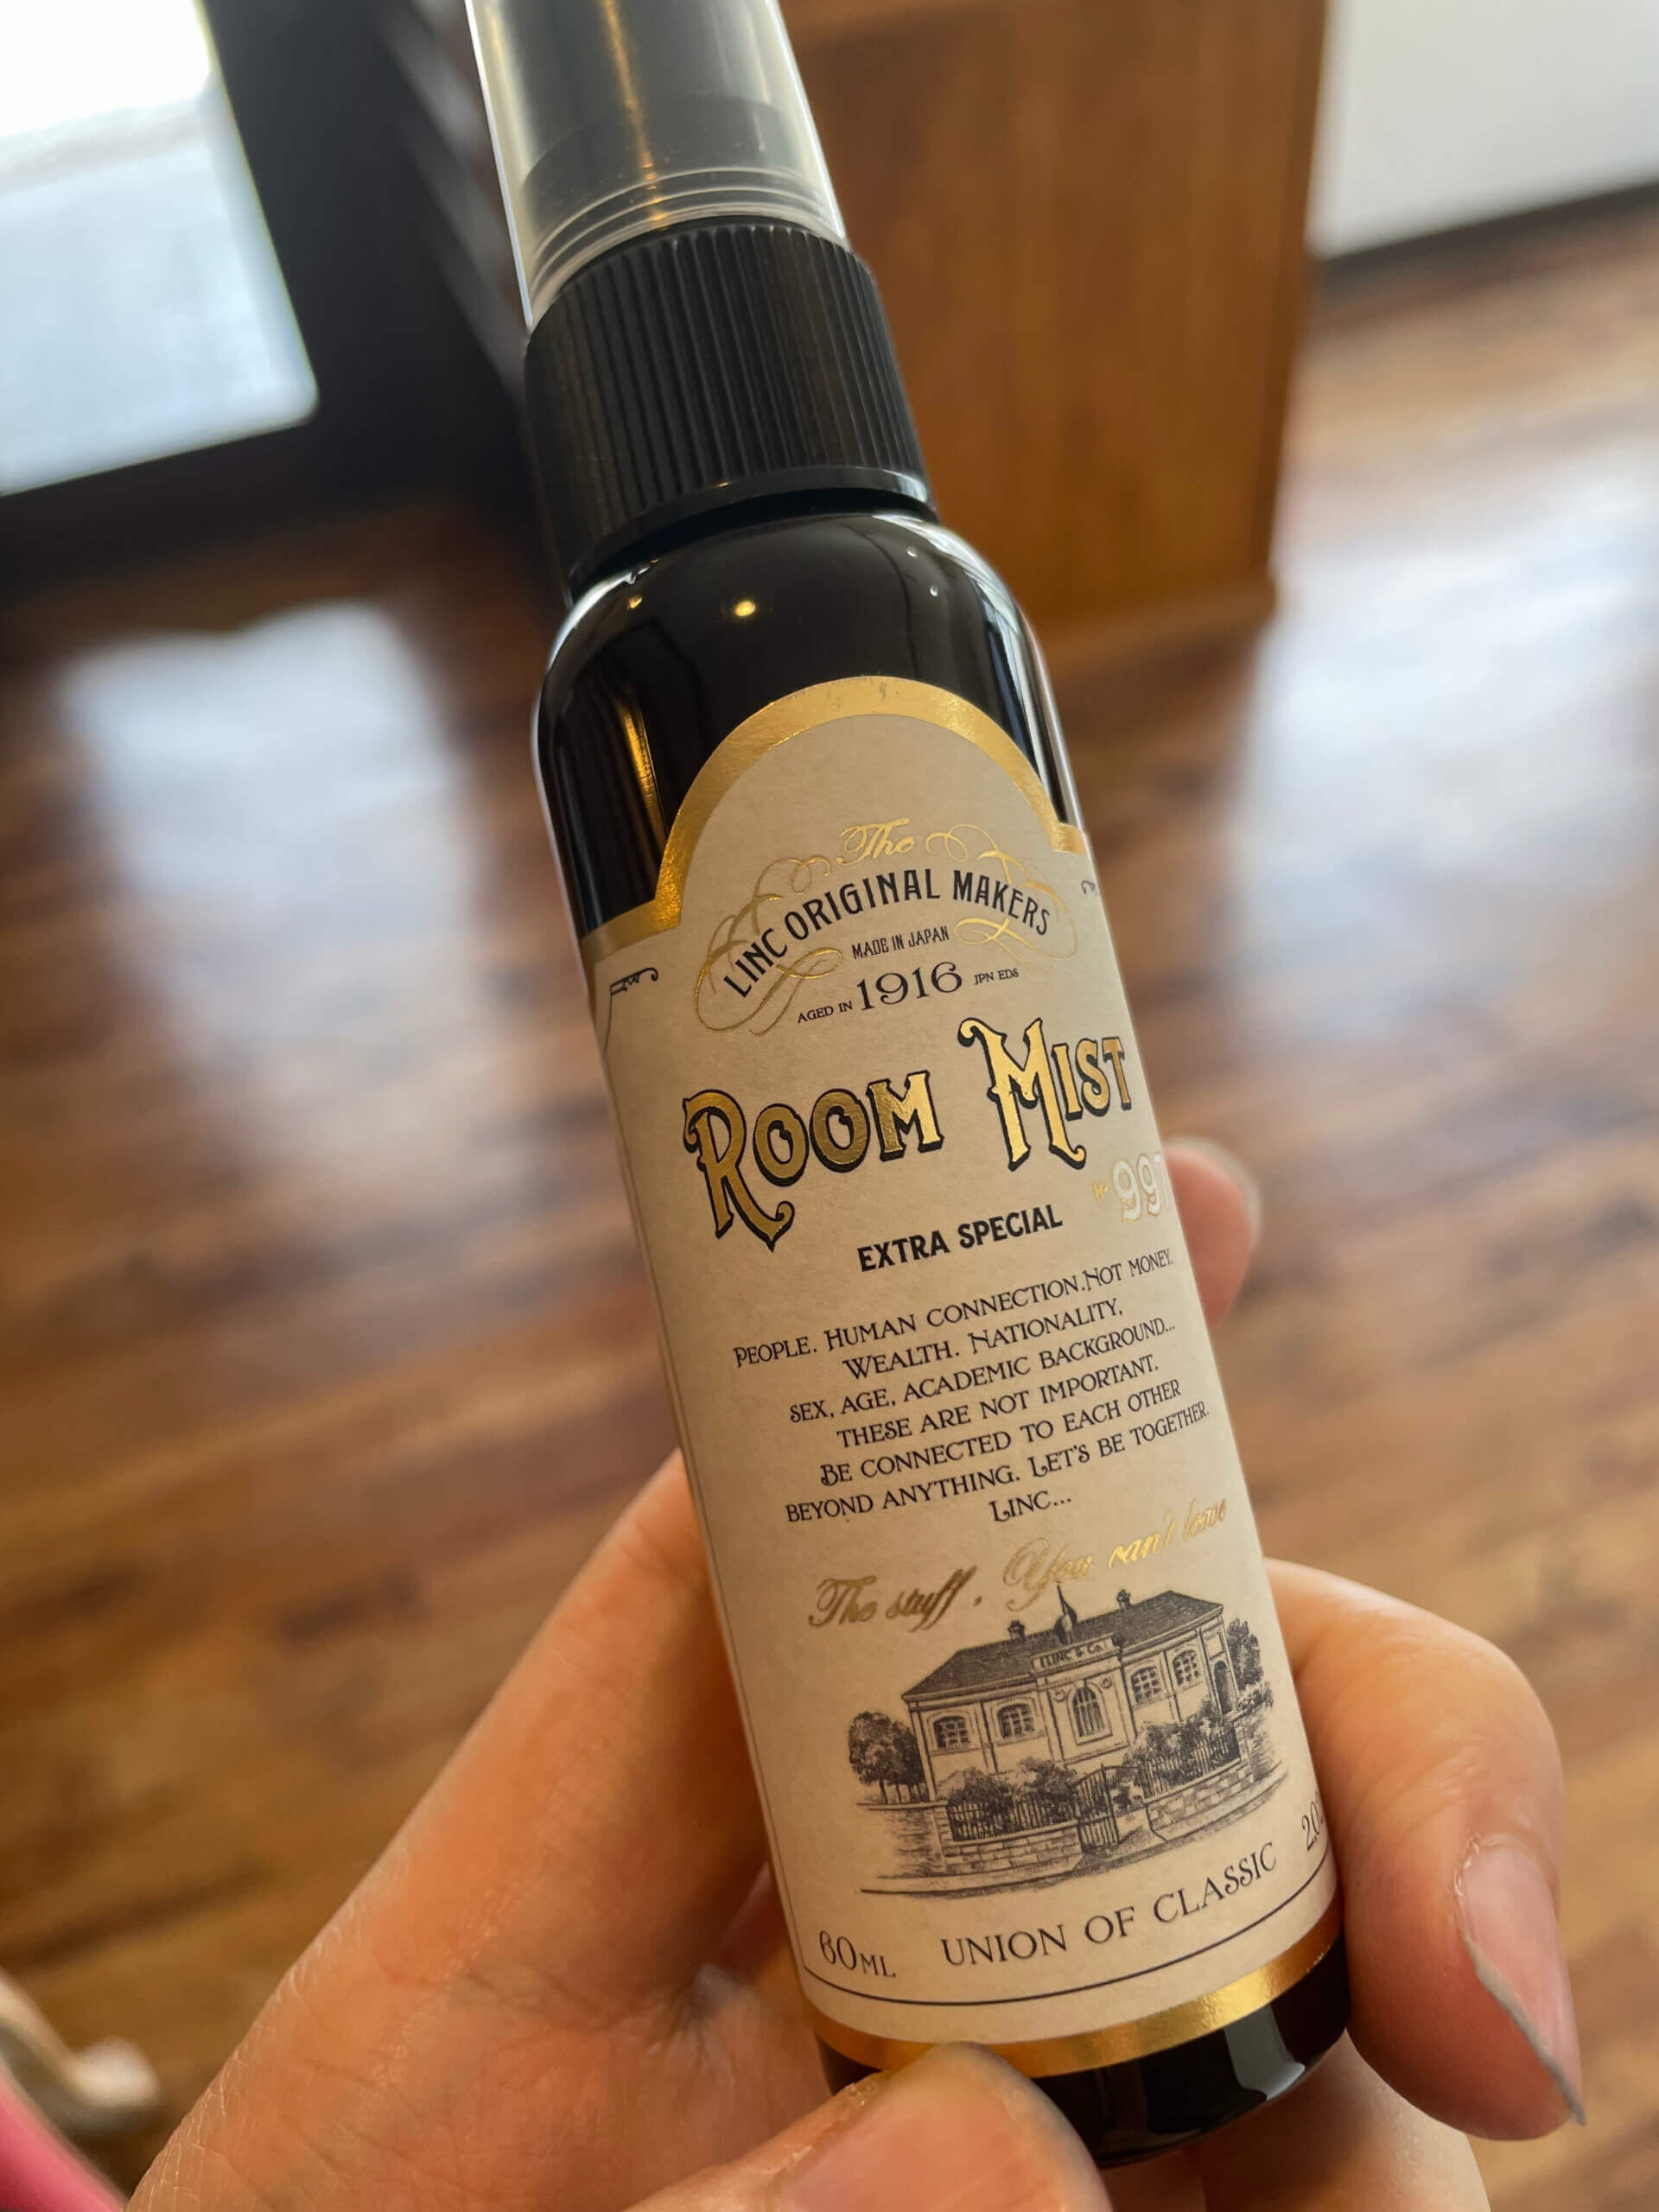 The
LINC ORIGINAL MAKERS
MADE IN JAPAN
AGED IN 1916 JPN EDS
ROOM MIST
No 997
EXTRA SPECIAL
PEOPLE. HUMAN CONNECTION.NOT MONEY.
WEALTH. NATIONALITY,
SEX, AGE, ACADEMIC BACKGROUND...
THESE ARE NOT IMPORTANT.
BE CONNECTED TO EACH OTHER
BEYOND ANYTHING. LET'S BE TOGETHER.
LINC...
The stuff. You can't leave
60ML UNION OF CLASSIC